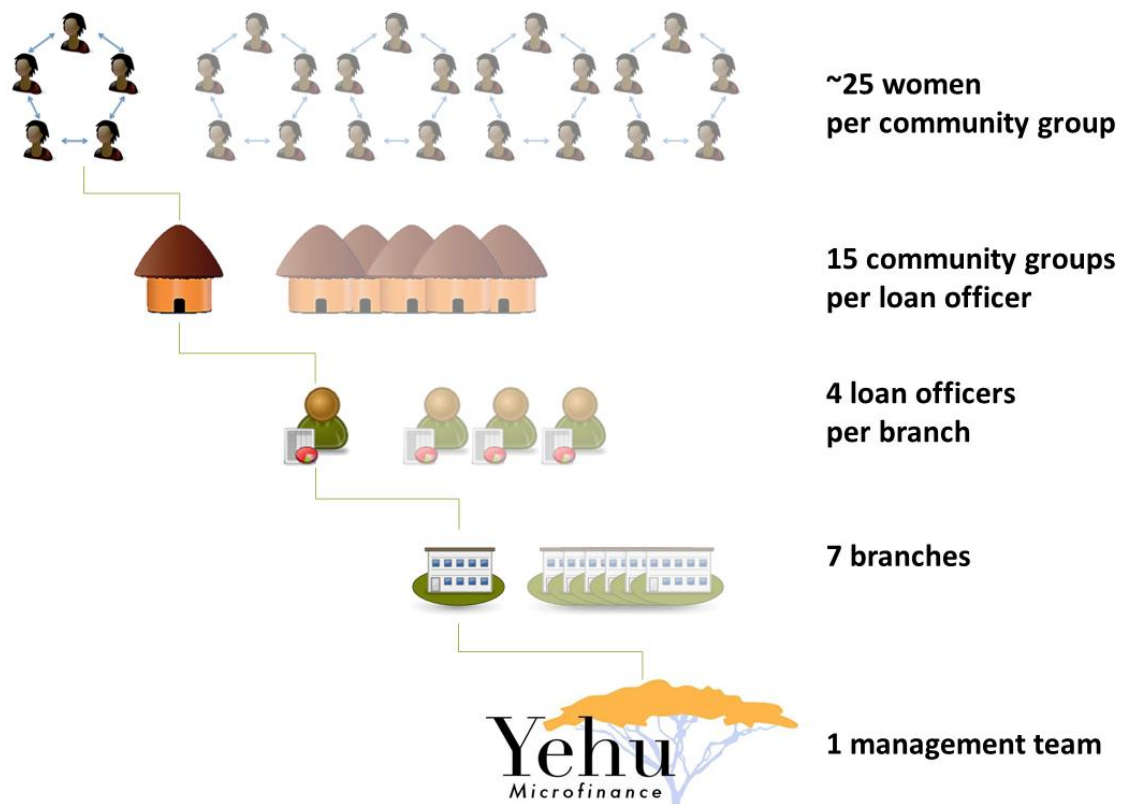 ~25 women
per community group
15 community groups
per loan officer
4 loan officers
per branch
7 branches
Yehu
Microfinance
1 management team